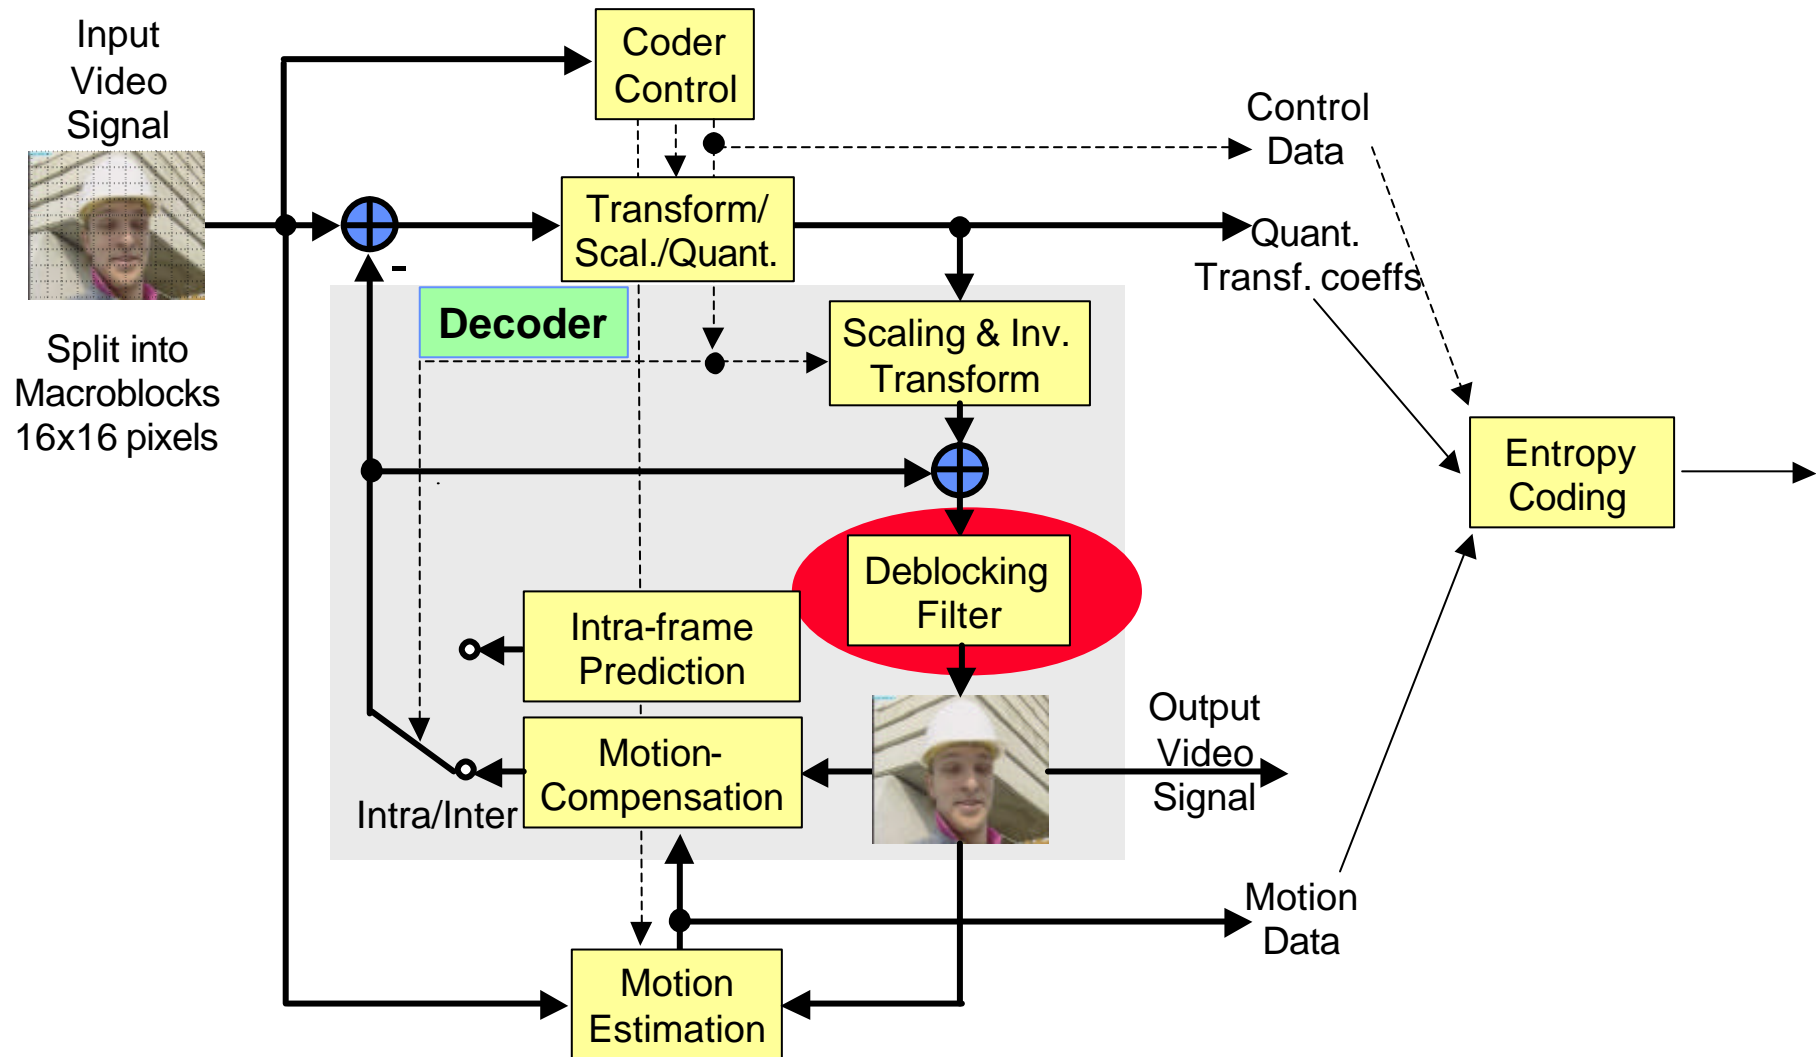 Input
Video
Signal
Split into
Macroblocks
16x16 pixels
Coder
Control
Transform/
Scal./Quant.
-
Decoder
Scaling & Inv.
Transform
Deblocking
Filter
Intra-frame
Prediction
Motion-
Compensation
Intra/Inter
Motion
Estimation
Control
Data
Quant.
Transf. coeffs
Entropy
Coding
Output
Video
Signal
Motion
Data